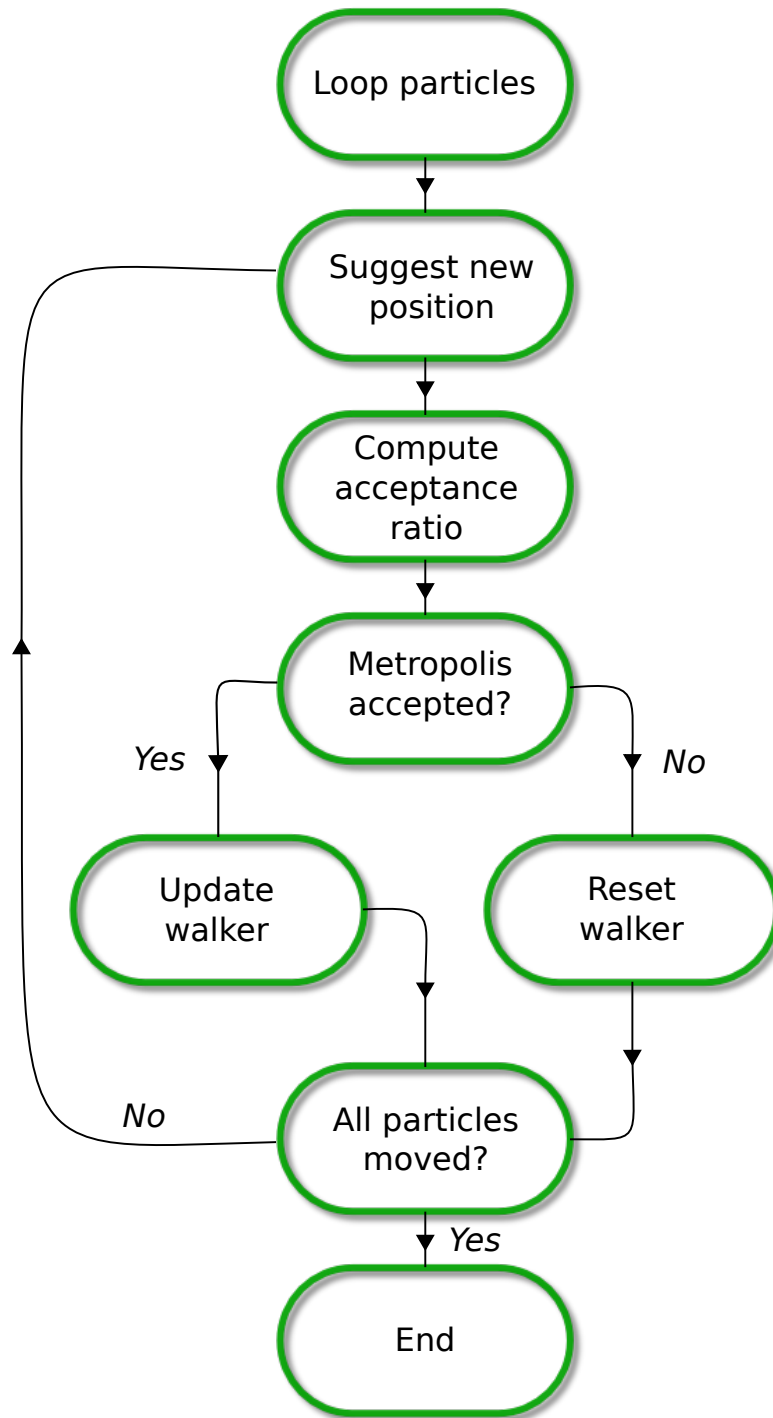 Loop particles
Suggest new
position
Compute
acceptance
ratio
Metropolis
accepted?
Yes
No
Update
walker
Reset
walker
No
All particles
moved?
Yes
End